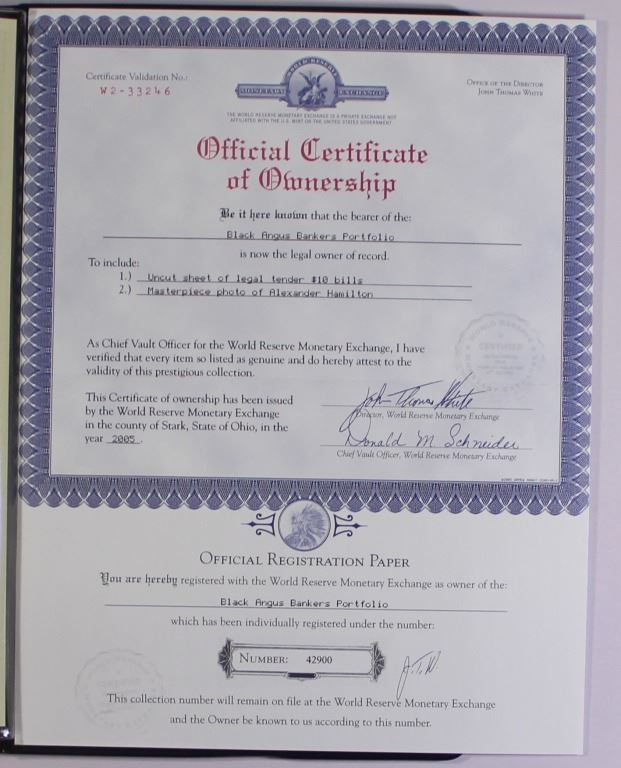 Certificate Validation No.:
W2-33246
WORLD RESERVE
MONETARY EXCHANGE
OFFICE OF THE DIRECTOR
JOHN THOMAS WHITE
THE WORLD RESERVE MONETARY EXCHANGE IS A PRIVATE EXCHANGE NOT
AFFILIATED WITH THE U.S. MINT OR THE UNITED STATES GOVERNMENT
Official Certificate
of Ownership
Be it here known that the bearer of the:
Black Angus Bankers Portfolio
is now the legal owner of record.
To include:
1.) Uncut sheet of legal tender $10 bills
2.) Masterpiece photo of Alexander Hamilton
As Chief Vault Officer for the World Reserve Monetary Exchange, I have
verified that every item so listed as genuine and do hereby attest to the
validity of this prestigious collection.
WORLD RESERVE
CERTIFIED
This Certificate of ownership has been issued
by the World Reserve Monetary Exchange
in the county of Stark, State of Ohio, in the
year 2005.
John Thomas White
Director, World Reserve Monetary Exchange
Donald M Schneider
Chief Vault Officer, World Reserve Monetary Exchange
OFFICIAL REGISTRATION PAPER
You are hereby registered with the World Reserve Monetary Exchange as owner of the:
Black Angus Bankers Portfolio
which has been individually registered under the number:
NUMBER: 42900
J.T.W
This collection number will remain on file at the World Reserve Monetary Exchange
and the Owner be known to us according to this number.